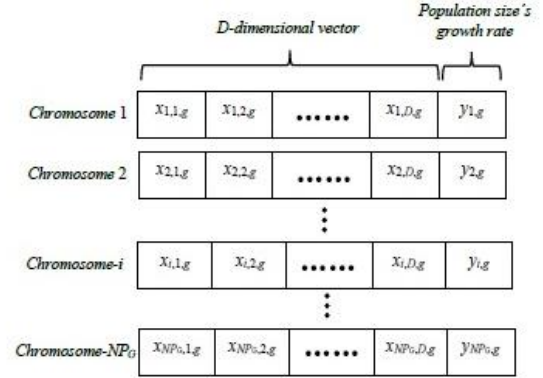 D-dimensional vector
Population size´s
growth rate
Chromosome 1 x1,1,g x1,2,g ...... x1,D,g y1,g
Chromosome 2 x2,1,g x2,2,g ...... x2,D,g y2,g
Chromosome-i xi,1,g xi,2,g ...... xi,D,g yi,g
Chromosome-NPG xNPG,1,g xNPG,2,g ...... xNPG,D,g yNPG,g